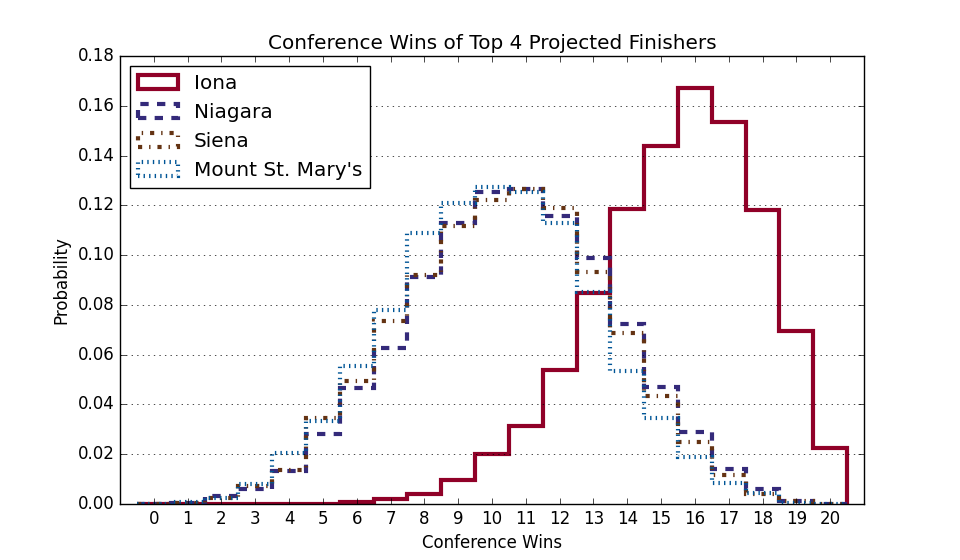 Conference Wins of Top 4 Projected Finishers
Iona
Niagara
Siena
Mount St. Mary's
0.18
0.16
0.14
0.12
0.10
0.08
0.06
0.04
0.02
0.00
Probability
0 1 2 3 4 5 6 7 8 9 10 11 12 13 14 15 16 17 18 19 20
Conference Wins